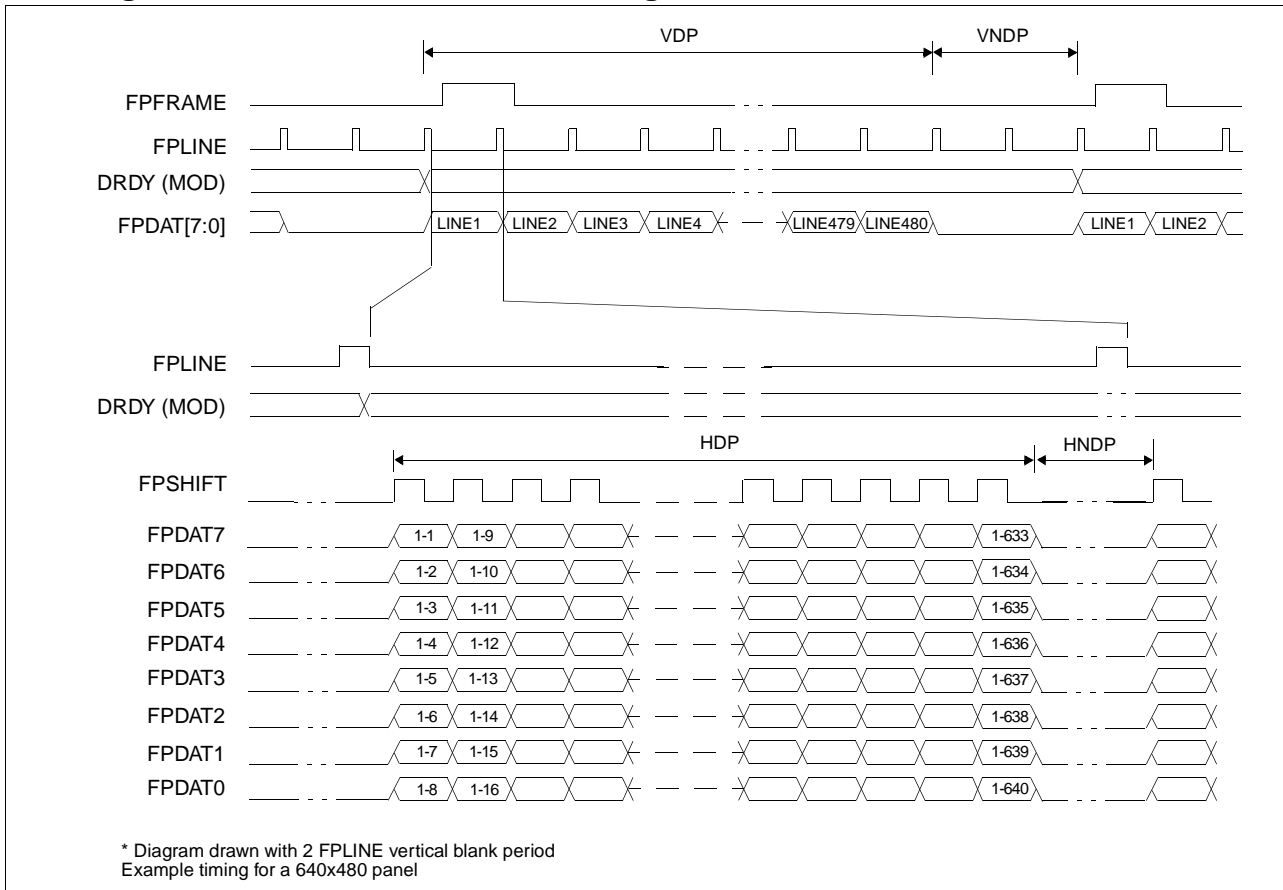 VDP VNDP
FPFRAME
FPLINE
DRDY (MOD)
FPDAT[7:0] LINE1 LINE2 LINE3 LINE4 LINE479 LINE480 LINE1 LINE2
FPLINE
DRDY (MOD)
HDP HNDP
FPSHIFT
FPDAT7 1-1 1-9 1-633
FPDAT6 1-2 1-10 1-634
FPDAT5 1-3 1-11 1-635
FPDAT4 1-4 1-12 1-636
FPDAT3 1-5 1-13 1-637
FPDAT2 1-6 1-14 1-638
FPDAT1 1-7 1-15 1-639
FPDAT0 1-8 1-16 1-640
* Diagram drawn with 2 FPLINE vertical blank period
Example timing for a 640x480 panel